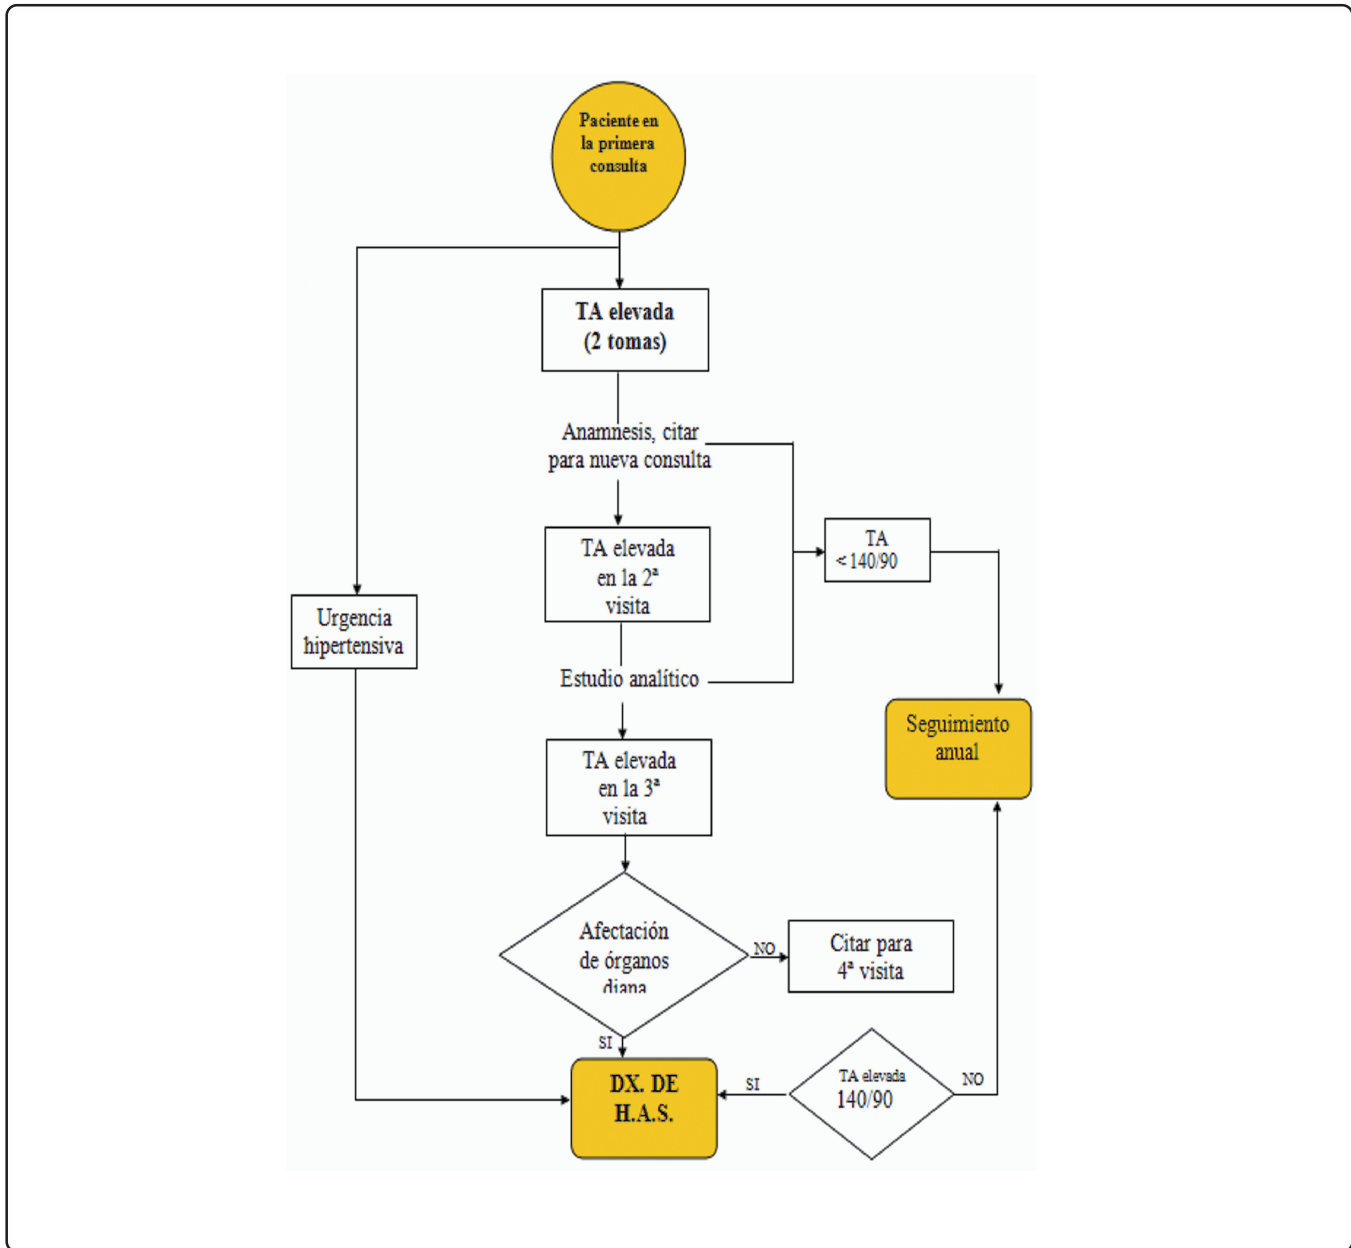 Paciente en
la primera
consulta
TA elevada
(2 tomas)
Anamnesis, citar
para nueva consulta
TA elevada
en la 2ª
visita
TA
< 140/90
Urgencia
hipertensiva
Estudio analítico
Seguimiento
anual
TA elevada
en la 3ª
visita
Afectación
de órganos
diana
NO
Citar para
4ª visita
SI
DX. DE
H.A.S.
SI
TA elevada
140/90
NO